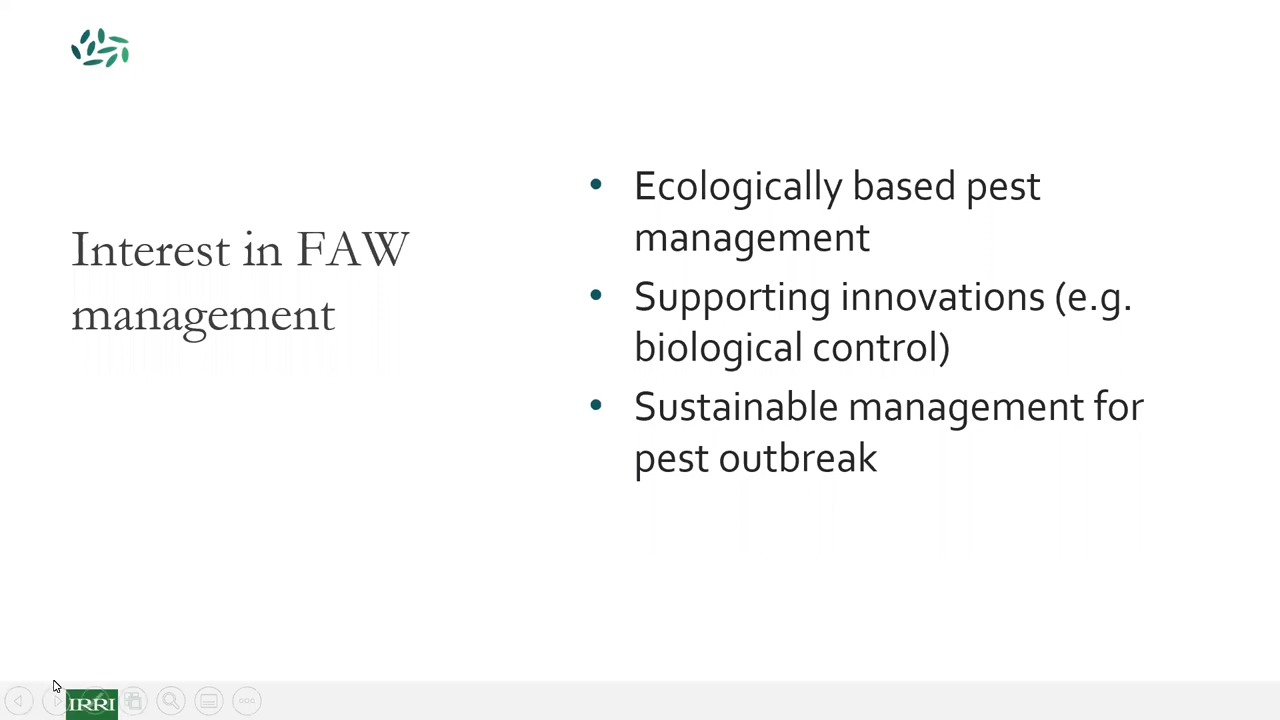 Interest in FAW
management
• Ecologically based pest
management
• Supporting innovations (e.g.
biological control)
• Sustainable management for
pest outbreak
IRRI